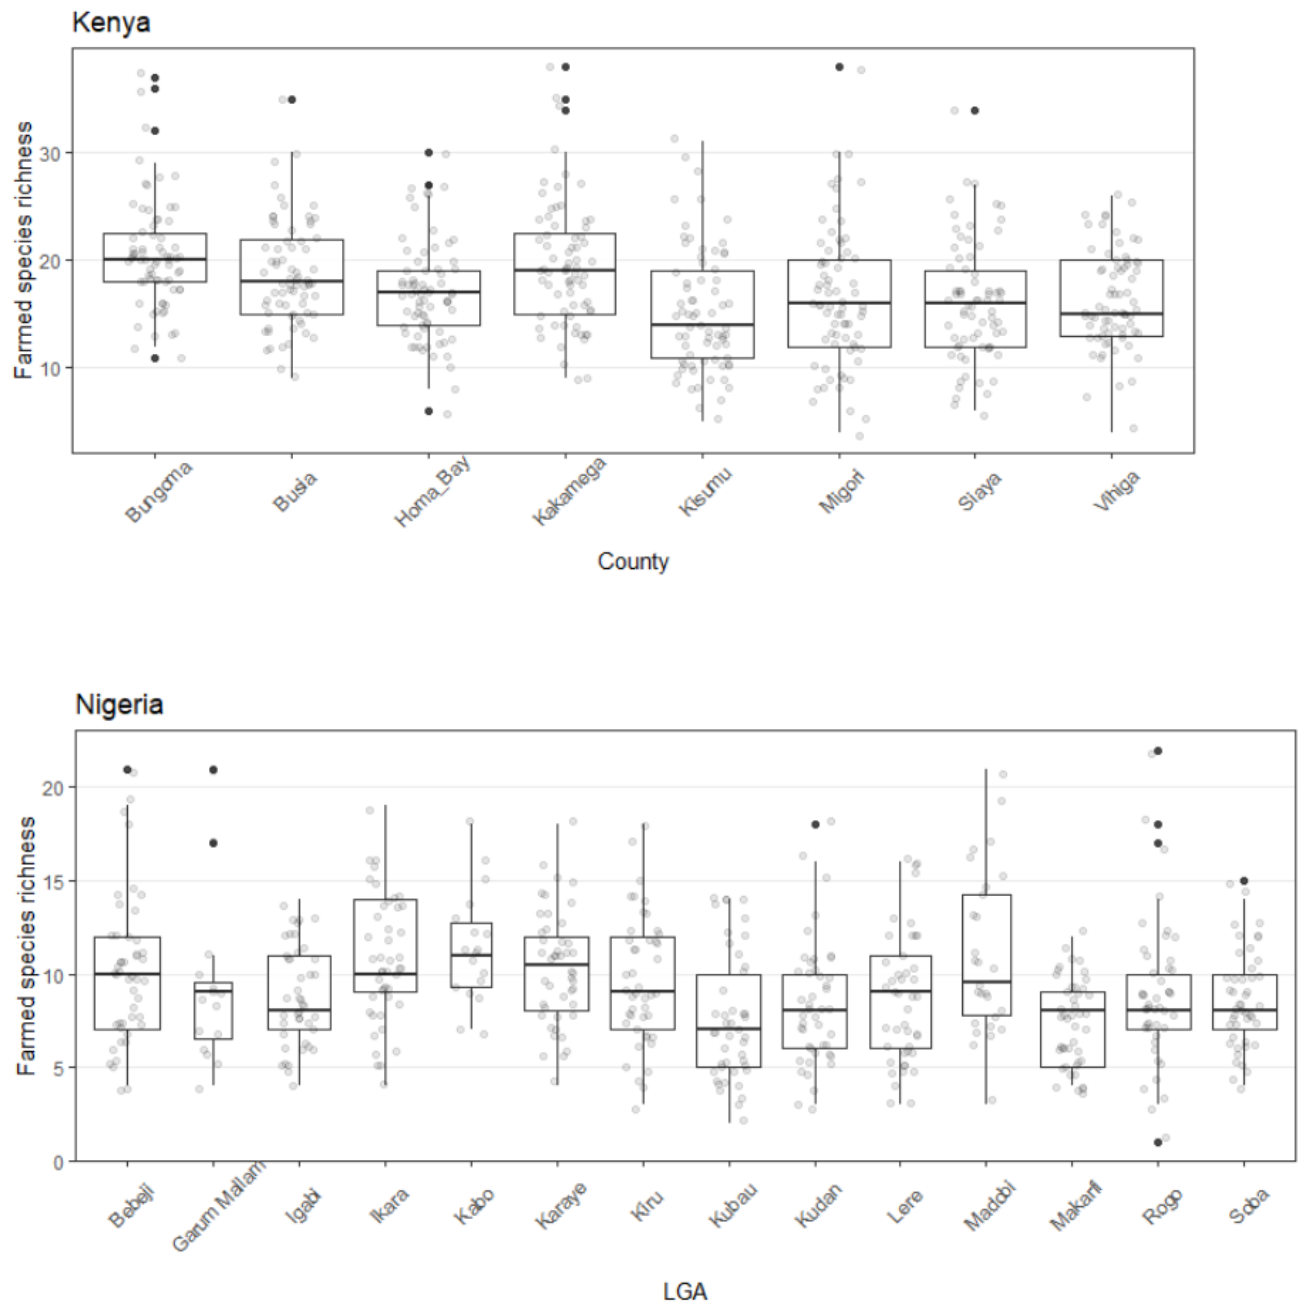 Kenya
Farmed species richness
30
20
10
Bungoma
Busia
Homa_Bay
Kakamega
Kisumu
Migori
Siaya
Vihiga
County
Nigeria
Farmed species richness
20
15
10
5
0
Bebeji
Garum Mallam
Igabi
Ikara
Kabo
Karaye
Kiru
Kubau
Kudan
Lere
Madobi
Makarfi
Rogo
Soba
LGA